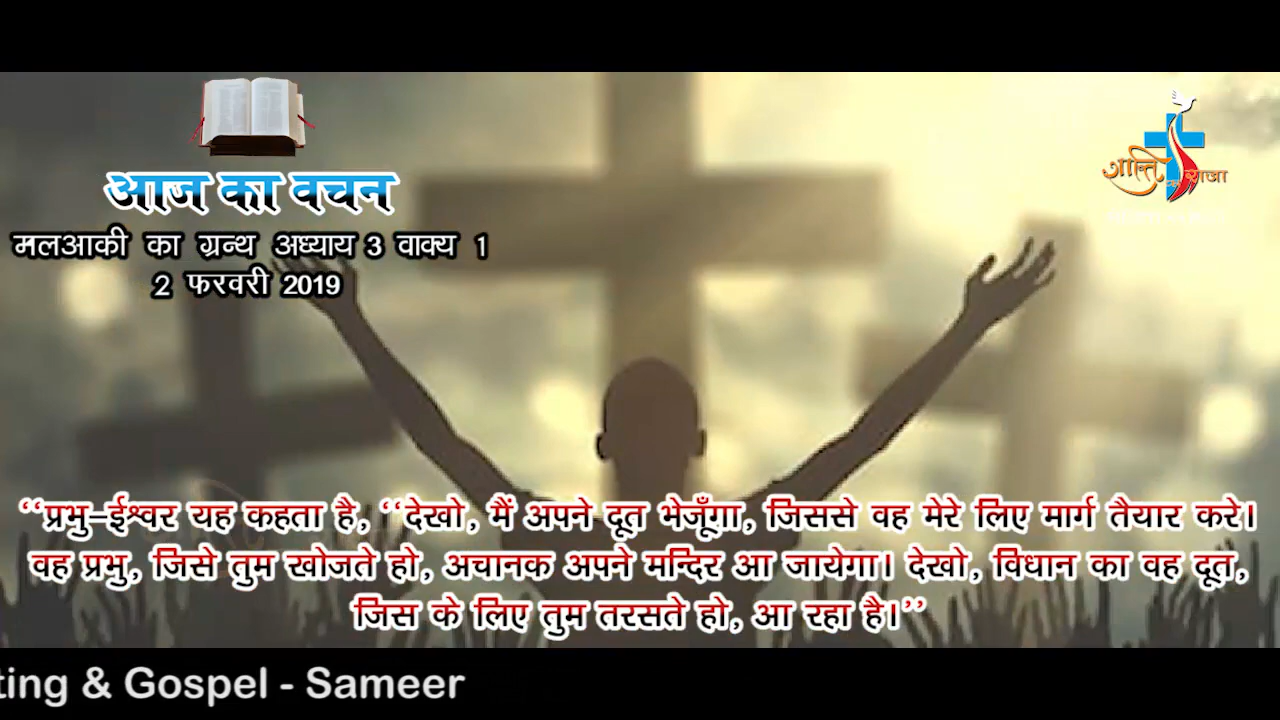 आज का वचन
मलआकी का ग्रन्थ अध्याय 3 वाक्य 1
2 फरवरी 2019
शान्ति का राजा
“प्रभु-ईश्वर यह कहता है, “देखो, मैं अपने दूत भेजूँगा, जिससे वह मेरे लिए मार्ग तैयार करे।
वह प्रभु, जिसे तुम खोजते हो, अचानक अपने मन्दिर आ जायेगा। देखो, विधान का वह दूत,
जिस के लिए तुम तरसते हो, आ रहा है।”
ting & Gospel - Sameer